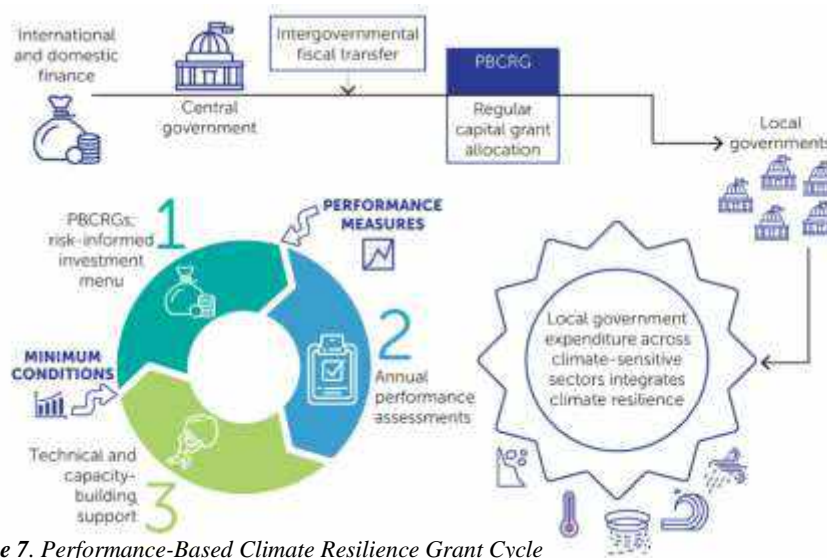 International
and domestic
finance
Central
government
Intergovernmental
fiscal transfer
PBCRG
Regular
capital grant
allocation
Local
governments
1
PBCRGs;
risk-informed
investment
menu
PERFORMANCE
MEASURES
2
Annual
performance
assessments
MINIMUM
CONDITIONS
Technical and
capacity-
building
support
3
Local government
expenditure across
climate-sensitive
sectors integrates
climate resilience
e 7. Performance-Based Climate Resilience Grant Cycle